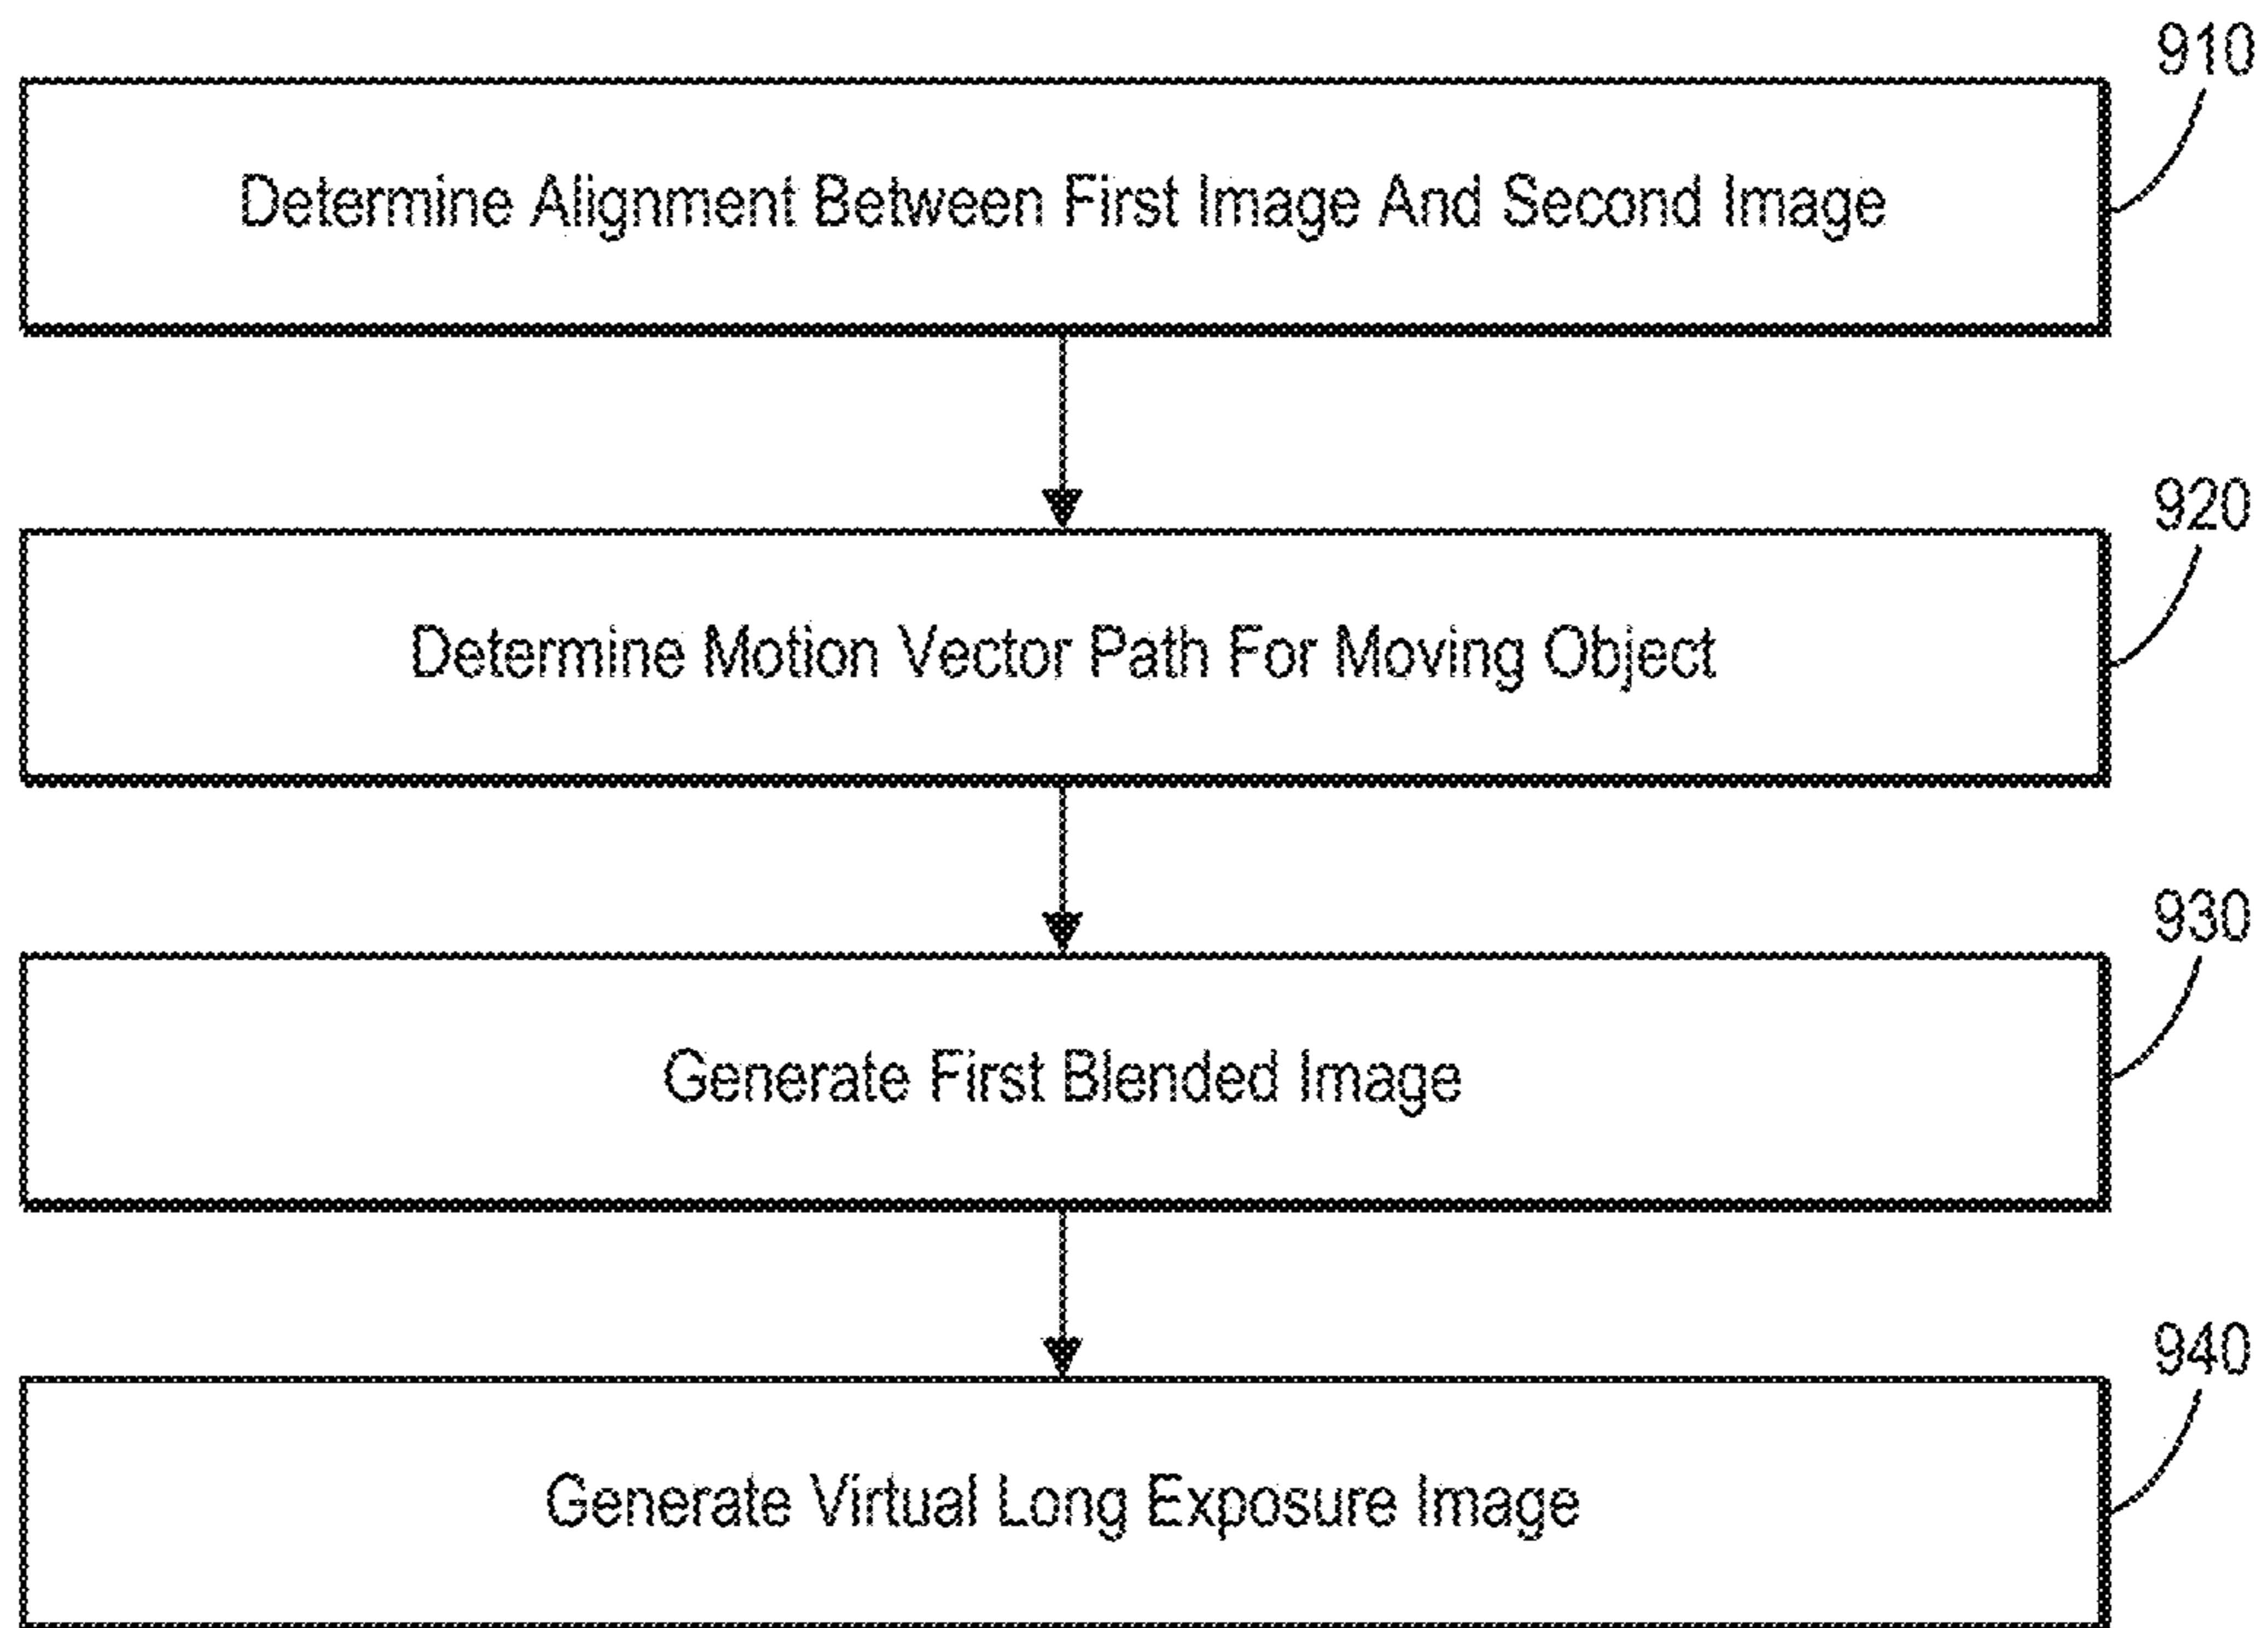 910
Determine Alignment Between First Image And Second Image
920
Determine Motion Vector Path For Moving Object
930
Generate First Blended Image
940
Generate Virtual Long Exposure Image